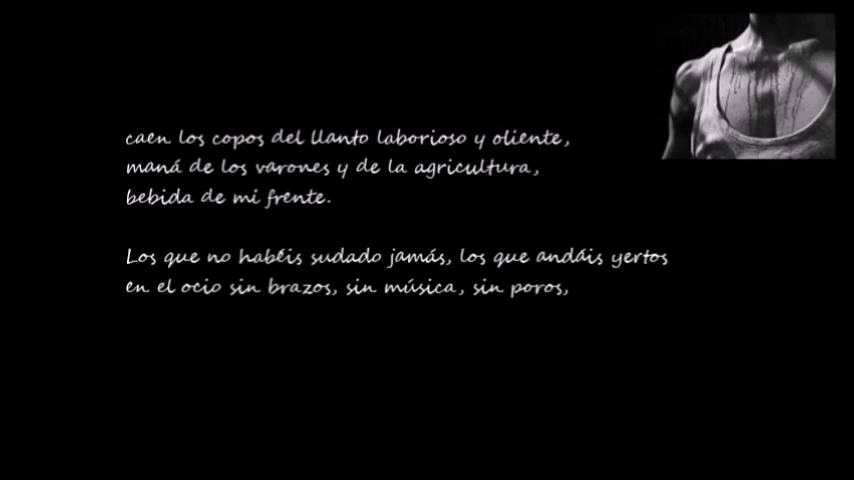 caen los copos del llanto laborioso y oliente,
maná de los varones y de la agricultura,
bebida de mi frente.
Los que no habéis sudado jamás, los que andáis yertos
en el ocio sin brazos, sin música, sin poros,